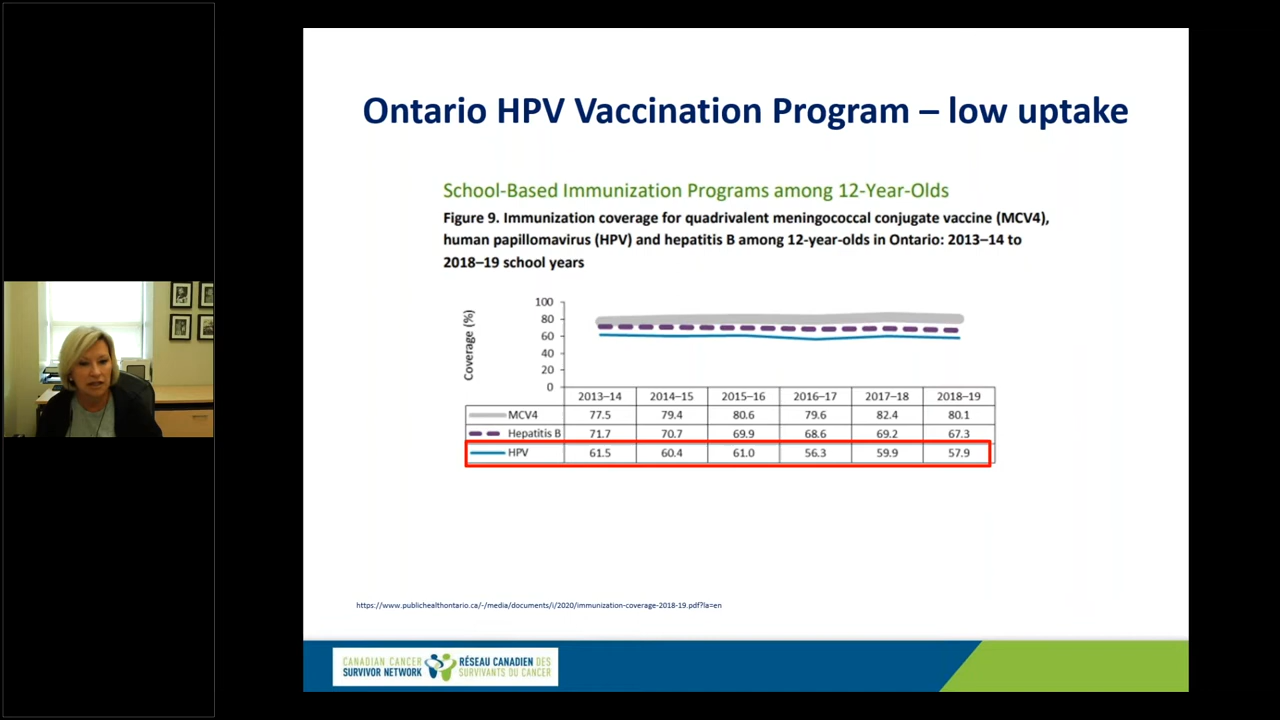 Ontario HPV Vaccination Program – low uptake
School-Based Immunization Programs among 12-Year-Olds
Figure 9. Immunization coverage for quadrivalent meningococcal conjugate vaccine (MCV4),
human papillomavirus (HPV) and hepatitis B among 12-year-olds in Ontario: 2013–14 to
2018–19 school years
Coverage (%)
100
80
60
40
20
0
2013–14 2014–15 2015–16 2016–17 2017–18 2018–19
MCV4 77.5 79.4 80.6 79.6 82.4 80.1
Hepatitis B 71.7 70.7 69.9 68.6 69.2 67.3
HPV 61.5 60.4 61.0 56.3 59.9 57.9
https://www.publichealthontario.ca/-/media/documents/i/2020/immunization-coverage-2018-19.pdf?la=en
CANADIAN CANCER
SURVIVOR NETWORK
RÉSEAU CANADIEN DES
SURVIVANTS DU CANCER